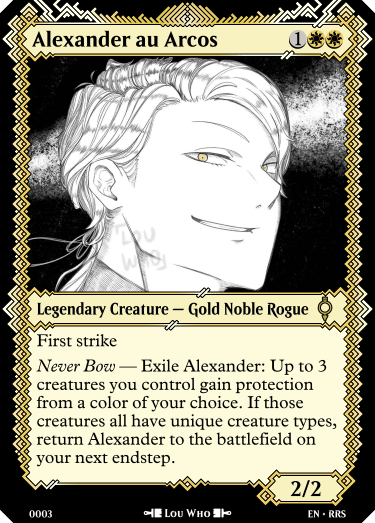 Alexander au Arcos 1
LOU
WHO
Legendary Creature — Gold Noble Rogue
First strike
Never Bow — Exile Alexander: Up to 3
creatures you control gain protection
from a color of your choice. If those
creatures all have unique creature types,
return Alexander to the battlefield on
your next endstep.
2/2
0003 Lou Who EN • RRS